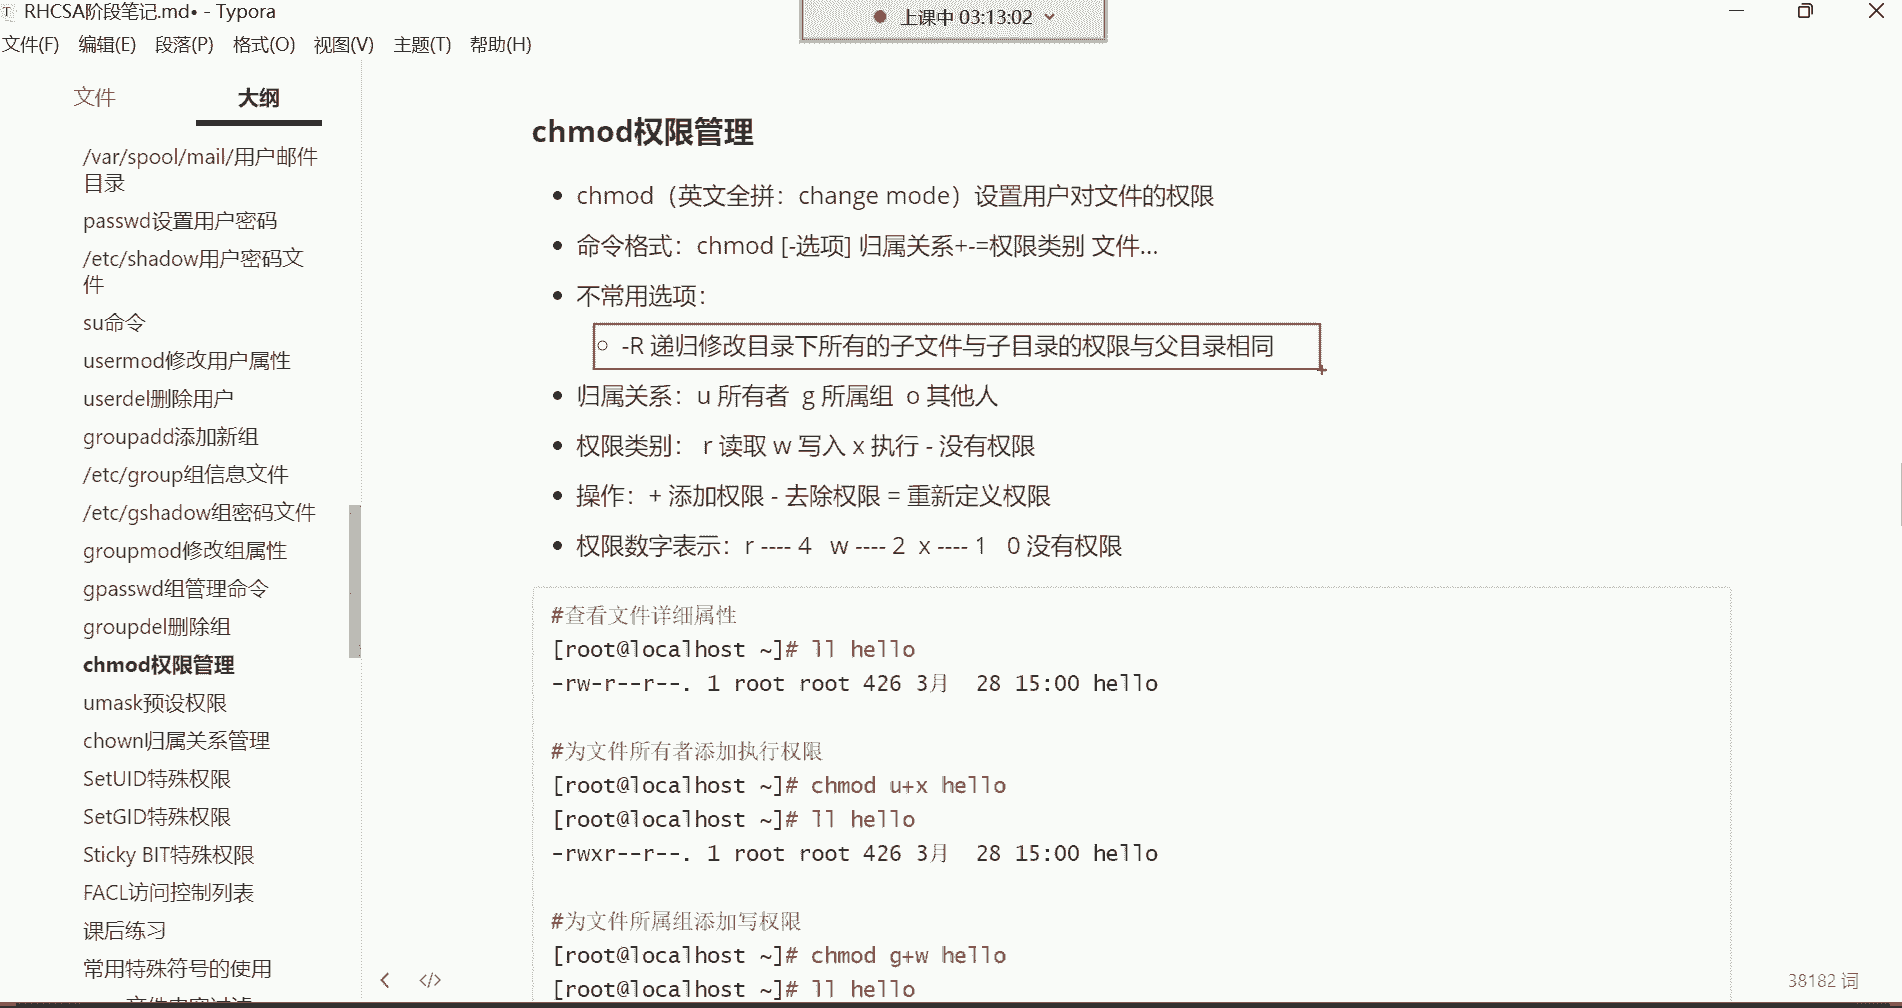 RHCSA阶段笔记.md• - Typora
上课中 03:13:02
文件(F) 编辑(E) 段落(P) 格式(O) 视图(V) 主题(T) 帮助(H)
文件 大纲
/var/spool/mail/用户邮件
目录
passwd设置用户密码
/etc/shadow用户密码文
件
su命令
usermod修改用户属性
userdel删除用户
groupadd添加新组
/etc/group组信息文件
/etc/gshadow组密码文件
groupmod修改组属性
gpasswd组管理命令
groupdel删除组
chmod权限管理
umask预设权限
chown归属关系管理
SetUID特殊权限
SetGID特殊权限
Sticky BIT特殊权限
FACL访问控制列表
课后练习
常用特殊符号的使用
chmod权限管理
chmod（英文全拼：change mode）设置用户对文件的权限
命令格式：chmod [-选项] 归属关系+-=权限类别 文件...
不常用选项：
-R 递归修改目录下所有的子文件与子目录的权限与父目录相同
归属关系：u 所有者 g 所属组 o 其他人
权限类别： r 读取 w 写入 x 执行 - 没有权限
操作：+ 添加权限 - 去除权限 = 重新定义权限
权限数字表示：r ---- 4 w ---- 2 x ---- 1 0 没有权限
#查看文件详细属性
[root@localhost ~]# ll hello
-rw-r--r--. 1 root root 426 3月 28 15:00 hello
#为文件所有者添加执行权限
[root@localhost ~]# chmod u+x hello
[root@localhost ~]# ll hello
-rwxr--r--. 1 root root 426 3月 28 15:00 hello
#为文件所属组添加写权限
[root@localhost ~]# chmod g+w hello
[root@localhost ~]# ll hello
38182 词